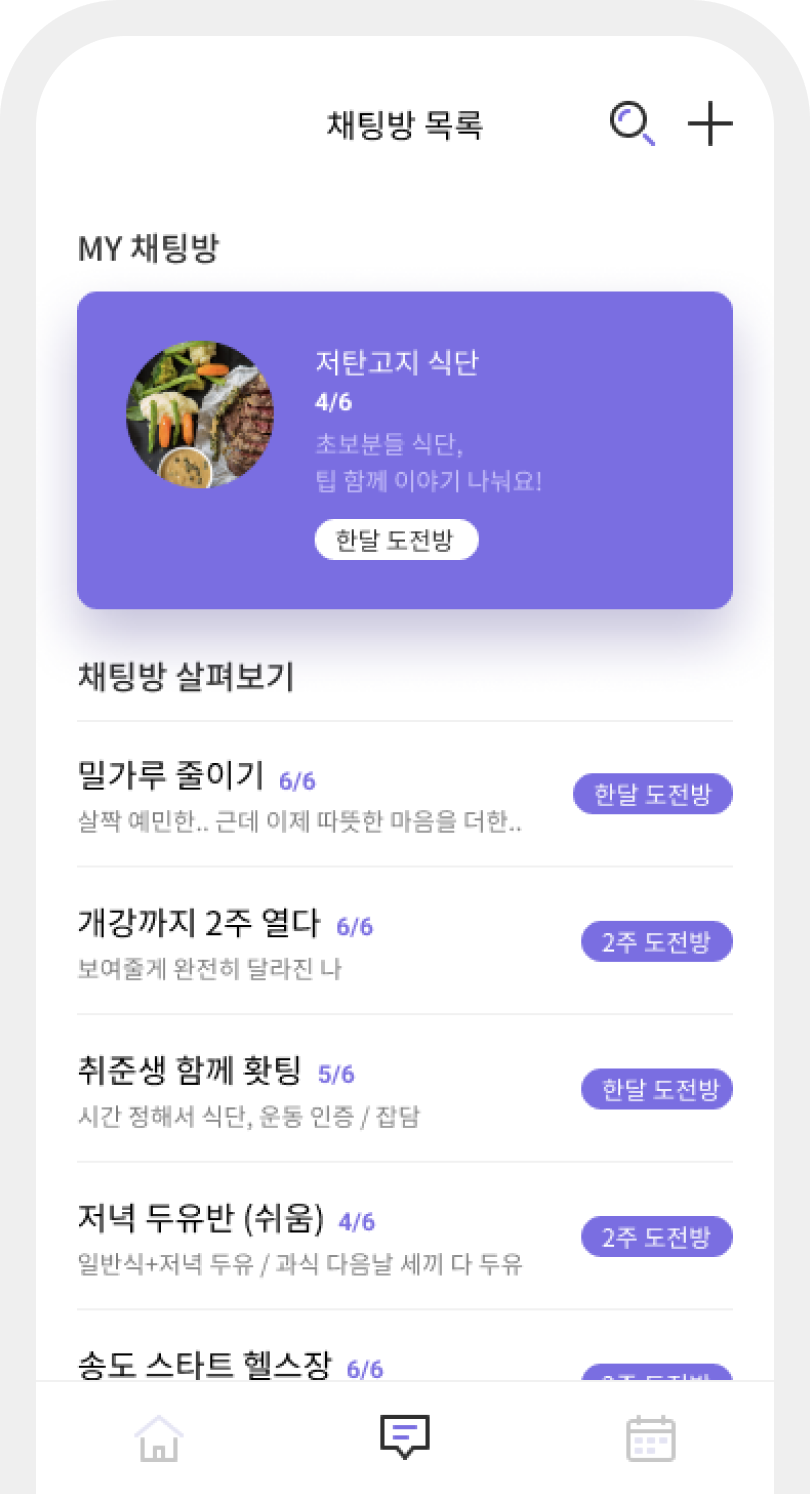 채팅방 목록
MY 채팅방
저탄고지 식단
4/6
초보분들 식단,
팁 함께 이야기 나눠요!
한달 도전방
채팅방 살펴보기
밀가루 줄이기 6/6
한달 도전방
살짝 예민한.. 근데 이제 따뜻한 마음을 더한..
개강까지 2주 열다 6/6
2주 도전방
보여줄게 완전히 달라진 나
취준생 함께 홧팅 5/6
한달 도전방
시간 정해서 식단, 운동 인증 / 잡담
저녁 두유반 (쉬움) 4/6
2주 도전방
일반식+저녁 두유 / 과식 다음날 세끼 다 두유
송도 스타트 헬스장 6/6